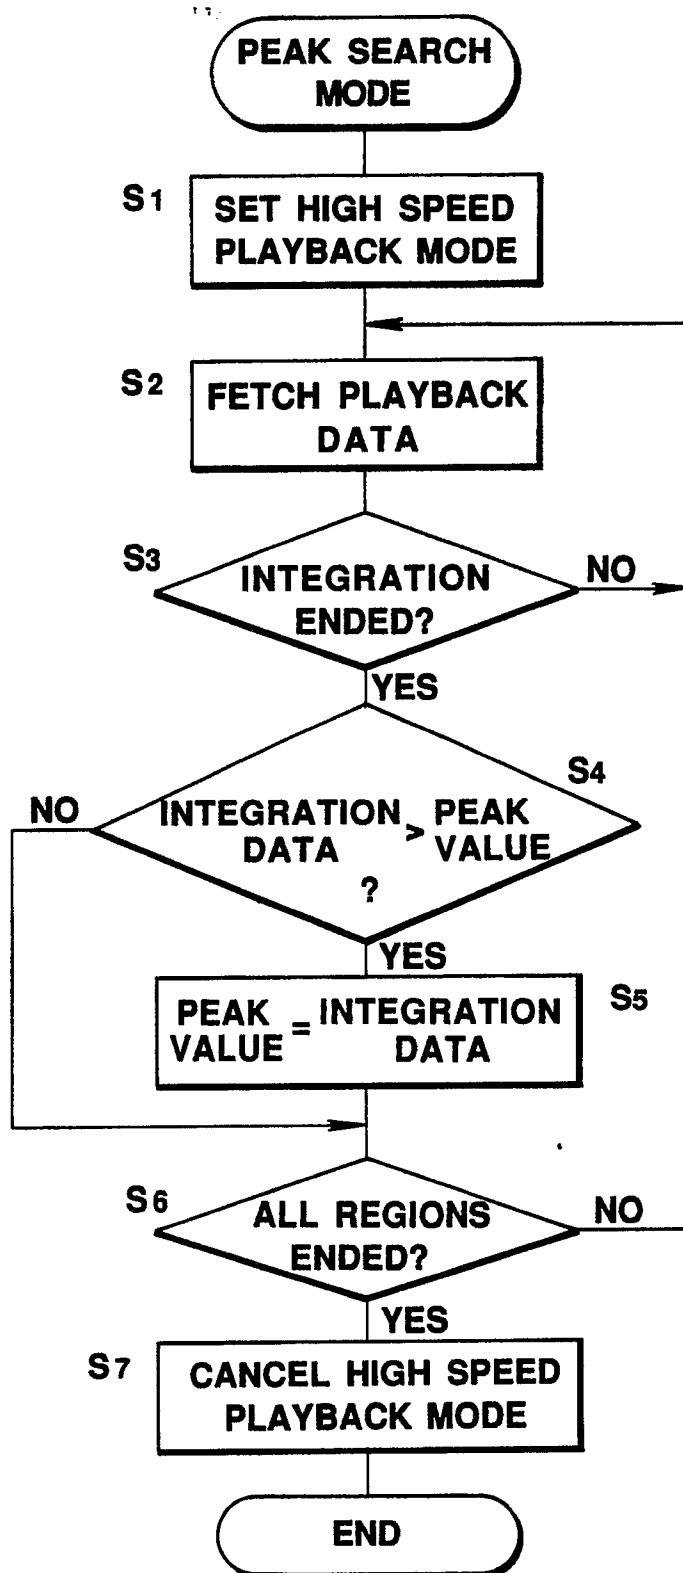 PEAK SEARCH
MODE
S1
SET HIGH SPEED
PLAYBACK MODE
S2
FETCH PLAYBACK
DATA
S3
INTEGRATION
ENDED?
NO
YES
S4
NO
INTEGRATION
DATA
>
PEAK
VALUE
?
YES
S5
PEAK
VALUE
=
INTEGRATION
DATA
S6
ALL REGIONS
ENDED?
NO
YES
S7
CANCEL HIGH SPEED
PLAYBACK MODE
END